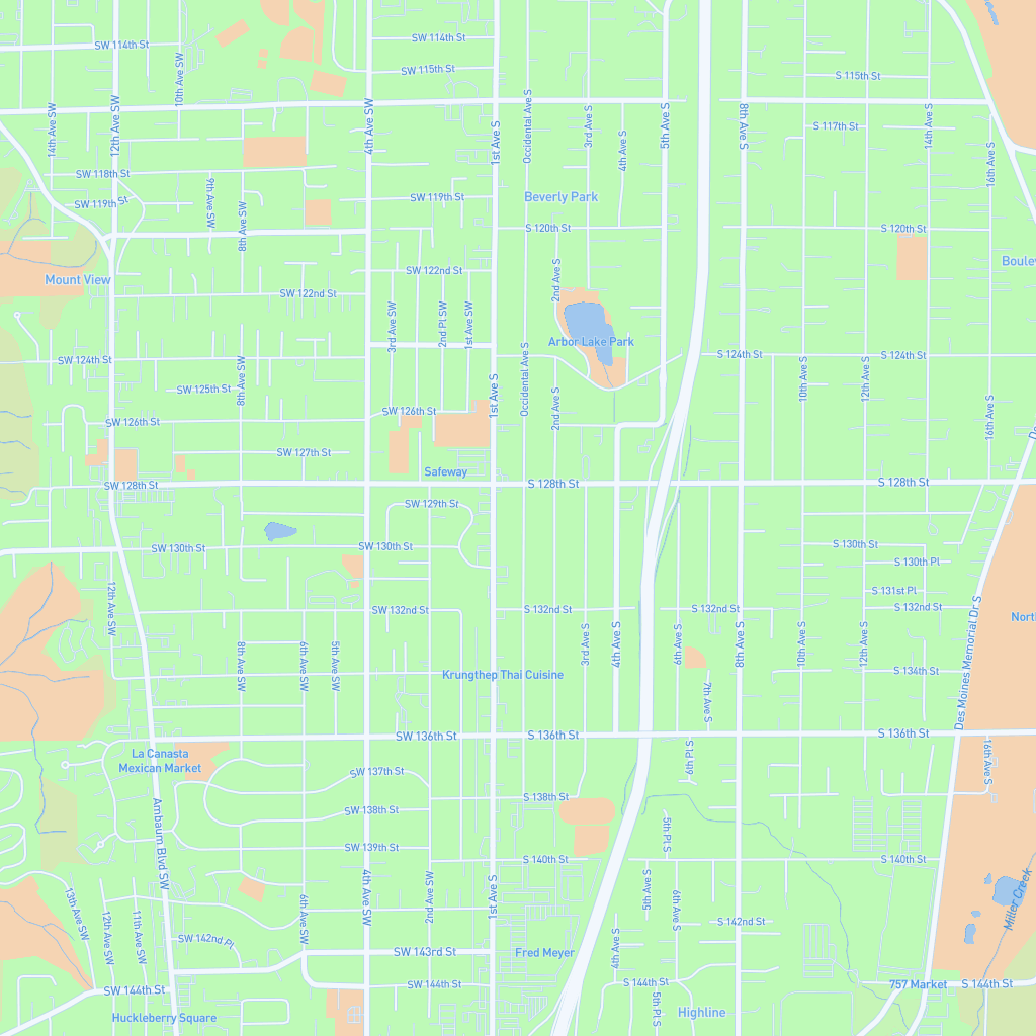 SW 114th St
SW 114th St
SW 115th St
S 115th St
10th Ave SW
14th Ave SW
12th Ave SW
4th Ave SW
1st Ave S
Occidental Ave S
3rd Ave S
4th Ave S
5th Ave S
8th Ave S
S 117th St
14th Ave S
16th Ave S
SW 118th St
SW 119th St
9th Ave SW
8th Ave SW
SW 119th St
Beverly Park
S 120th St
S 120th St
Mount View
SW 122nd St
SW 122nd St
2nd Ave S
3rd Ave SW
2nd Pl SW
1st Ave SW
Arbor Lake Park
SW 124th St
S 124th St
S 124th St
8th Ave SW
SW 125th St
1st Ave S
Occidental Ave S
2nd Ave S
10th Ave S
12th Ave S
16th Ave S
SW 126th St
SW 126th St
SW 127th St
Safeway
SW 128th St
S 128th St
S 128th St
SW 129th St
SW 130th St
SW 130th St
S 130th St
S 130th Pl
S 131st Pl
12th Ave SW
SW 132nd St
S 132nd St
S 132nd St
S 132nd St
8th Ave SW
6th Ave SW
5th Ave SW
3rd Ave S
4th Ave S
6th Ave S
8th Ave S
10th Ave S
12th Ave S
Des Moines Memorial Dr S
Krungthep Thai Cuisine
S 134th St
7th Ave S
SW 136th St
S 136th St
S 136th St
La Canasta
Mexican Market
6th Pl S
16th Ave S
SW 137th St
SW 138th St
S 138th St
Ambaum Blvd SW
5th Pl S
SW 139th St
S 140th St
S 140th St
13th Ave SW
12th Ave SW
11th Ave SW
6th Ave SW
4th Ave SW
2nd Ave SW
1st Ave S
5th Ave S
6th Ave S
Miller Creek
S 142nd St
SW 142nd Pl
SW 143rd St
Fred Meyer
4th Ave S
SW 144th St
SW 144th St
S 144th St
5th Pl S
757 Market
S 144th St
Huckleberry Square
Highline